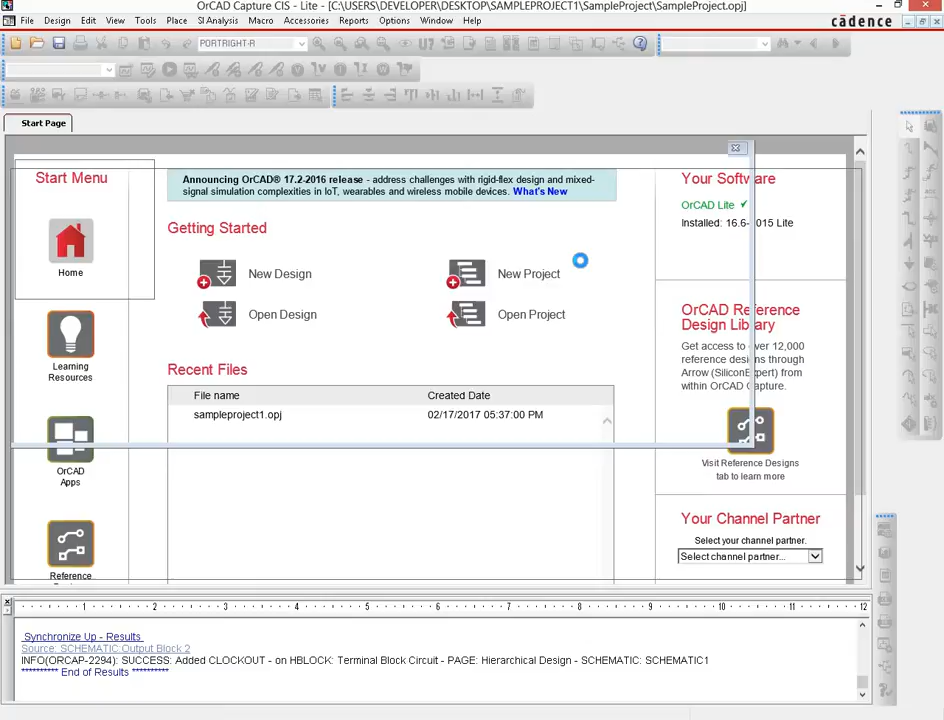 OrCAD Capture CIS - Lite - [C:\USERS\DEVELOPER\DESKTOP\SAMPLEPROJECT1\SampleProject\SampleProject.opj]
File Design Edit View Tools Place SI Analysis Macro Accessories Reports Options Window Help
cādence
PORTRIGHT-R
U?
Start Page
Start Menu
Home
Learning
Resources
OrCAD
Apps
Reference
Announcing OrCAD® 17.2-2016 release - address challenges with rigid-flex design and mixed-
signal simulation complexities in IoT, wearables and wireless mobile devices. What's New
Getting Started
New Design
New Project
Open Design
Open Project
Recent Files
File name Created Date
sampleproject1.opj 02/17/2017 05:37:00 PM
Your Software
OrCAD Lite ✓
Installed: 16.6-2015 Lite
OrCAD Reference
Design Library
Get access to over 12,000
reference designs through
Arrow (SiliconExpert) from
within OrCAD Capture.
Visit Reference Designs
tab to learn more
Your Channel Partner
Select your channel partner.
Select channel partner...
1 2 3 4 5 6 7 8 9 10 11 12
Synchronize Up - Results
Source: SCHEMATIC:Output Block 2
INFO(ORCAP-2294): SUCCESS: Added CLOCKOUT - on HBLOCK: Terminal Block Circuit - PAGE: Hierarchical Design - SCHEMATIC: SCHEMATIC1
********** End of Results **********